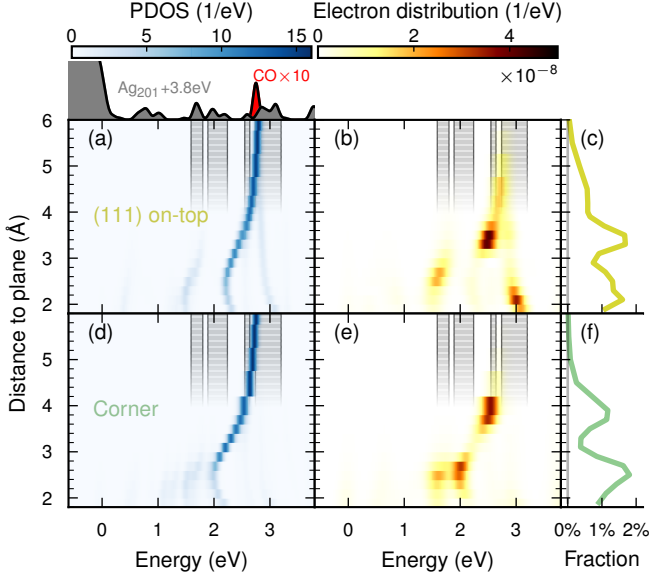 PDOS (1/eV) Electron distribution (1/eV)
0 5 10 15 0 2 4
×10⁻⁸
Ag₂₀₁+3.8eV CO×10
6 (a) (b) (c)
5
4 (111) on-top
3
2
(d) (e) (f)
5
4 Corner
3
2
Distance to plane (Å)
0 1 2 3 0 1 2 3 0% 1% 2%
Energy (eV) Energy (eV) Fraction